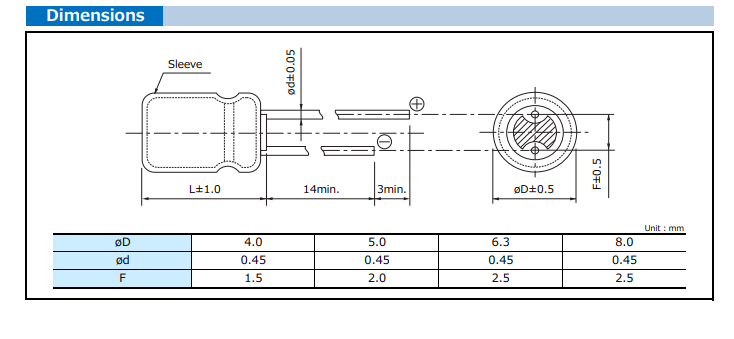 Dimensions
Sleeve
ød±0.05
+
−
L±1.0
14min.
3min.
øD±0.5
F±0.5
Unit : mm
øD 4.0 5.0 6.3 8.0
ød 0.45 0.45 0.45 0.45
F 1.5 2.0 2.5 2.5